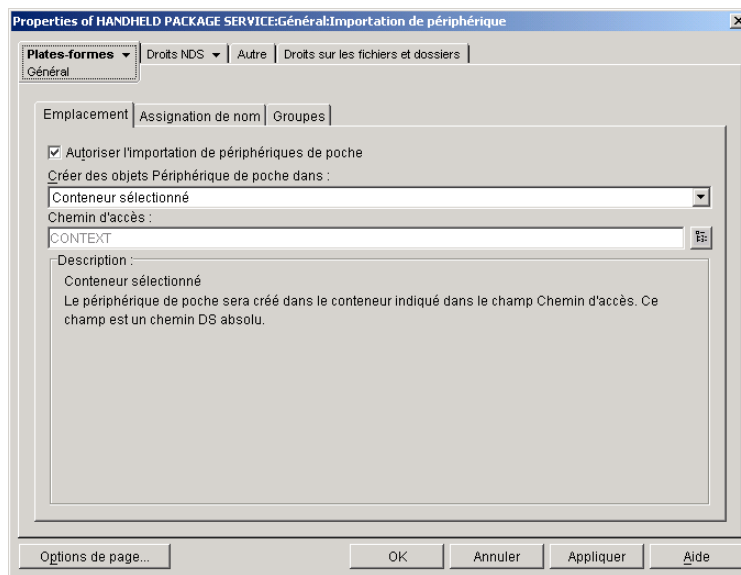 Properties of HANDHELD PACKAGE SERVICE:Général:Importation de périphérique
Plates-formes Droits NDS Autre Droits sur les fichiers et dossiers
Général
Emplacement Assignation de nom Groupes
Autoriser l'importation de périphériques de poche
Créer des objets Périphérique de poche dans :
Conteneur sélectionné
Chemin d'accès :
CONTEXT
Description :
Conteneur sélectionné
Le périphérique de poche sera créé dans le conteneur indiqué dans le champ Chemin d'accès. Ce
champ est un chemin DS absolu.
Options de page... OK Annuler Appliquer Aide